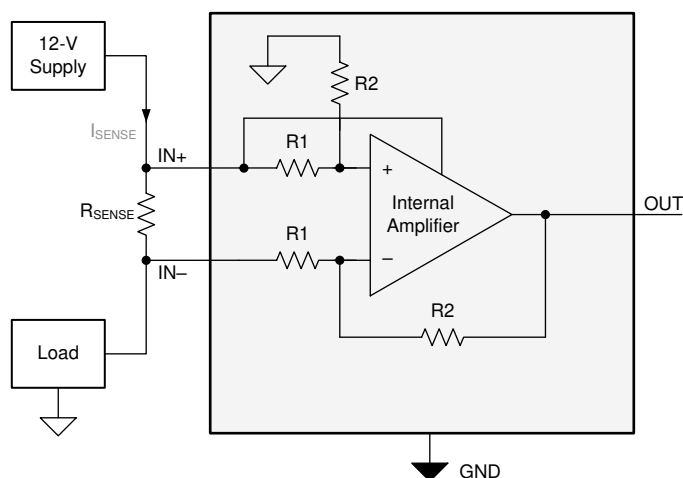 12-V
Supply
R2
ISENSE
IN+
R1
+
Internal
Amplifier
OUT
RSENSE
R1
–
IN–
R2
Load
GND